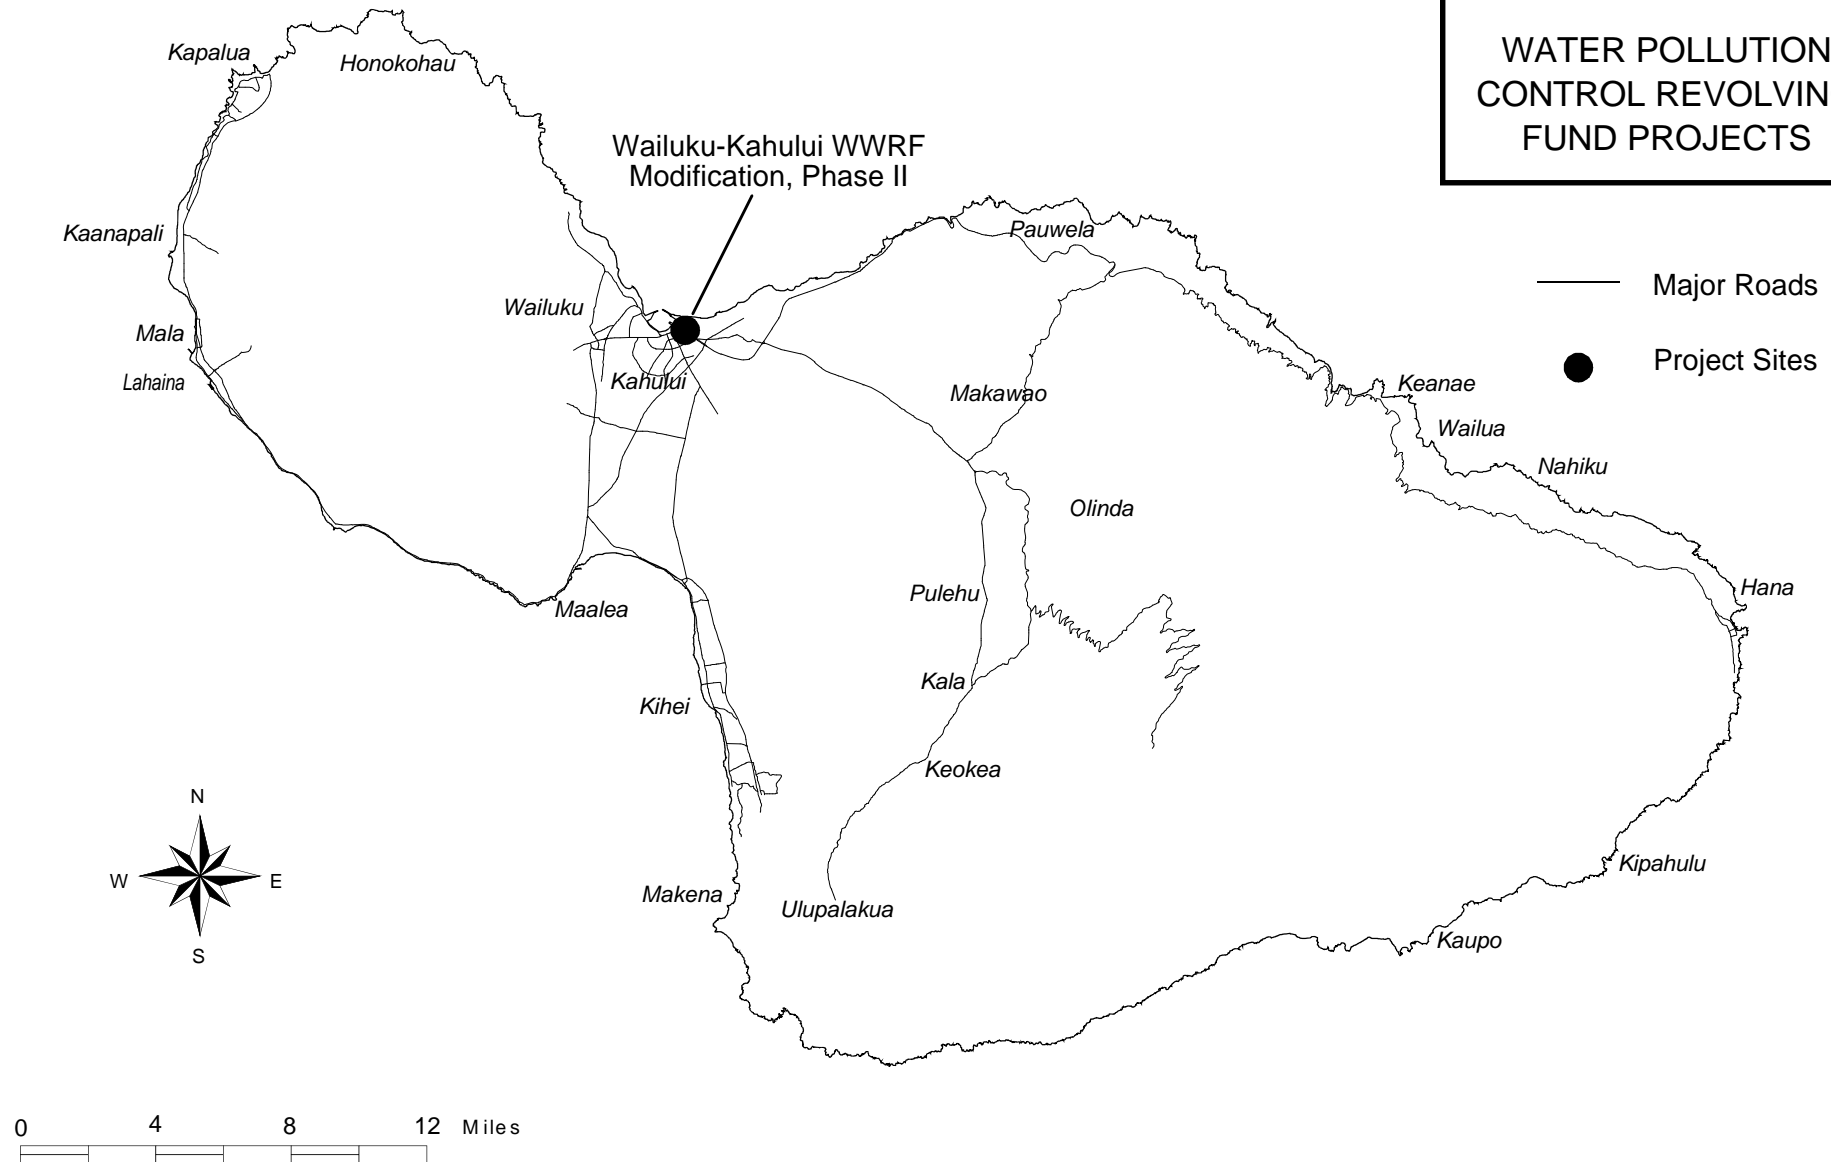 WATER POLLUTION
CONTROL REVOLVIN
FUND PROJECTS
Kapalua
Honokohau
Wailuku-Kahului WWRF
Modification, Phase II
Pauwela
Kaanapali
Major Roads
Wailuku
Mala
Project Sites
Lahaina
Kahului
Makawao
Keanae
Wailua
Nahiku
Olinda
Pulehu
Hana
Maalea
Kala
Kihei
Keokea
N
W
E
S
Kipahulu
Makena
Ulupalakua
Kaupo
0 4 8 12 Miles